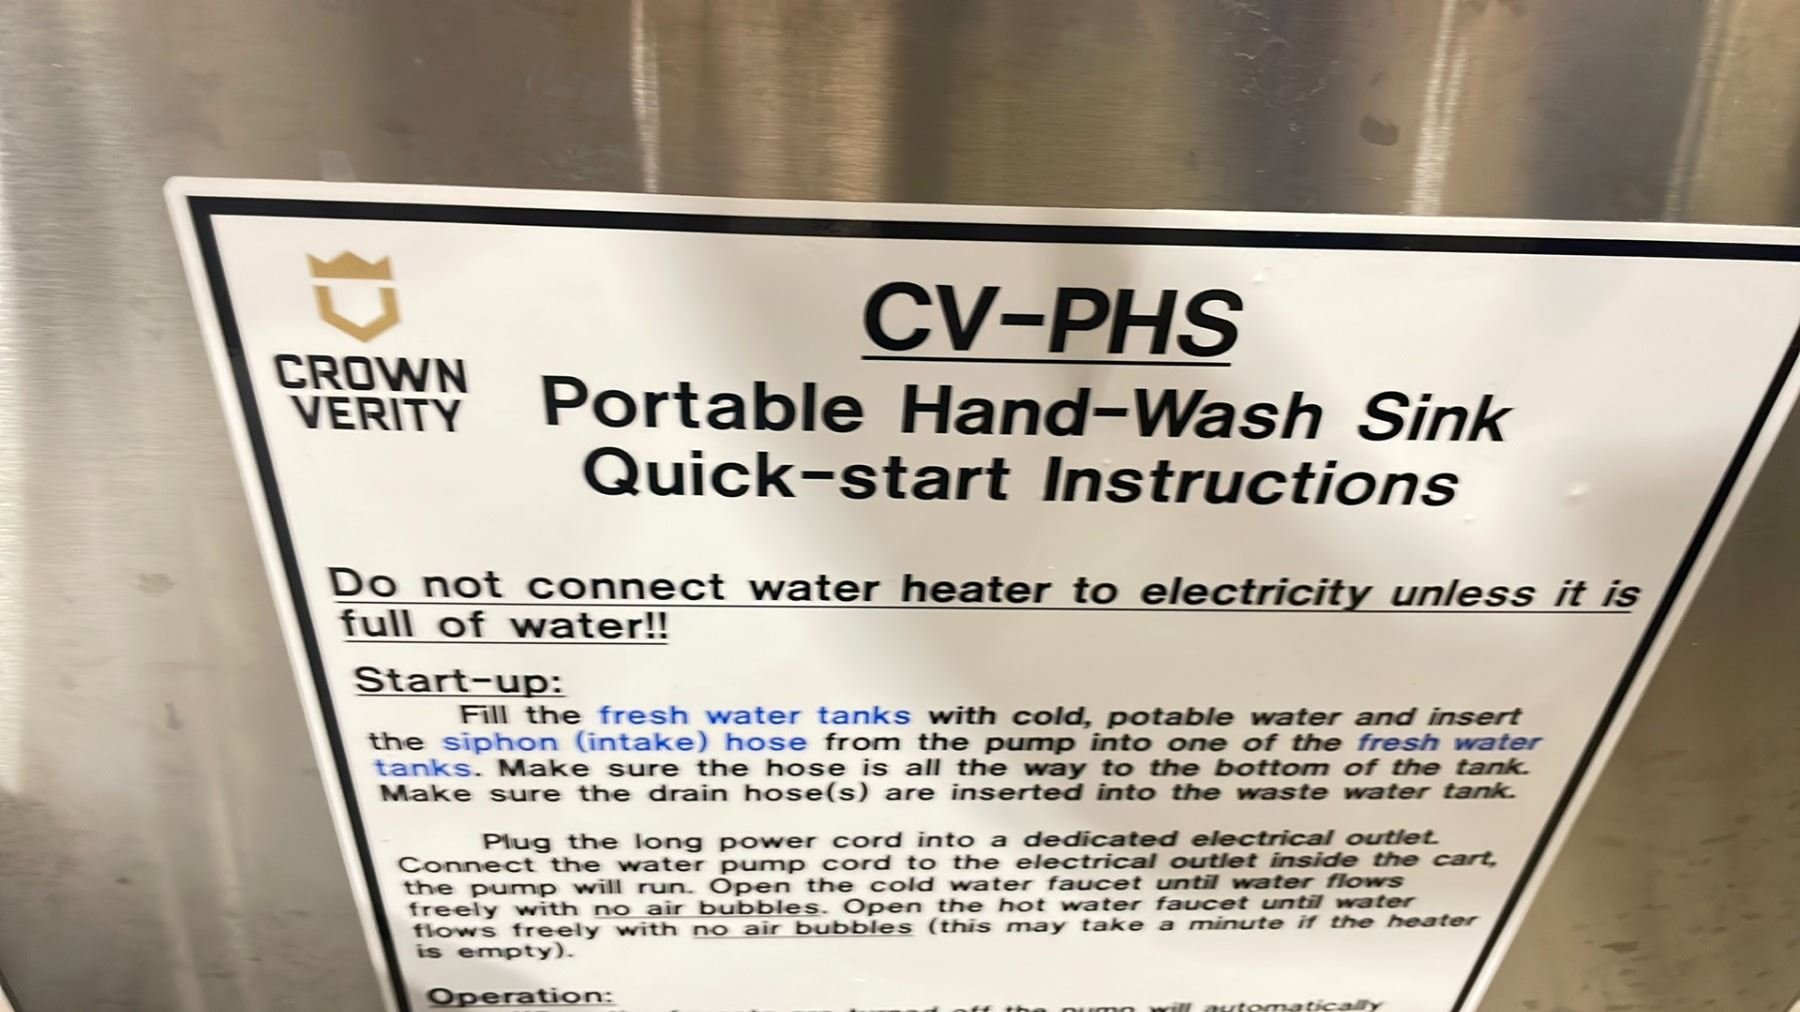 CROWN
VERITY
CV-PHS
Portable Hand-Wash Sink
Quick-start Instructions
Do not connect water heater to electricity unless it is
full of water!!
Start-up:
Fill the fresh water tanks with cold, potable water and insert
the siphon (intake) hose from the pump into one of the fresh water
tanks. Make sure the hose is all the way to the bottom of the tank.
Make sure the drain hose(s) are inserted into the waste water tank.
Plug the long power cord into a dedicated electrical outlet.
Connect the water pump cord to the electrical outlet inside the cart,
the pump will run. Open the cold water faucet until water flows
freely with no air bubbles. Open the hot water faucet until water
flows freely with no air bubbles (this may take a minute if the heater
is empty).
Operation:
off the pump will automatically